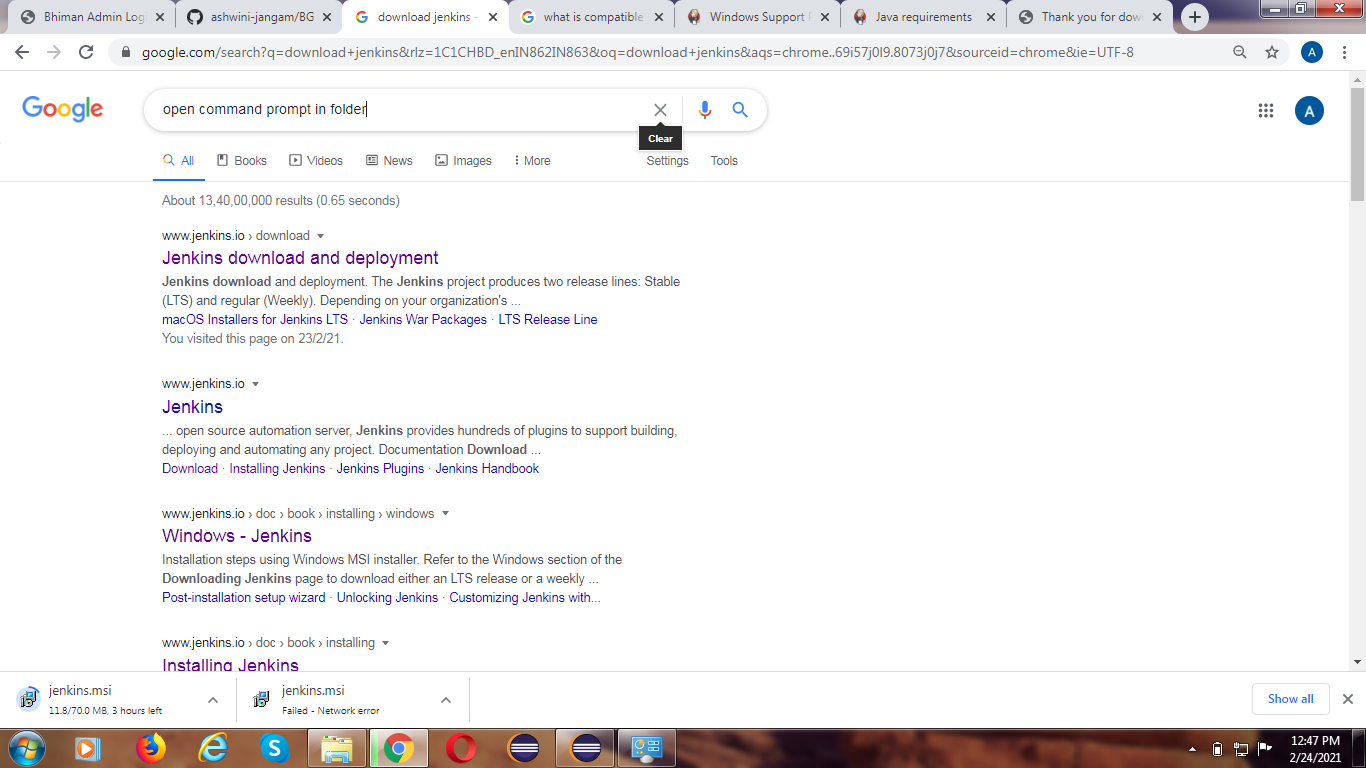 Bhiman Admin Log
ashwini-jangam/BG
download jenkins -
what is compatible
Windows Support P
Java requirements
Thank you for dow
google.com/search?q=download+jenkins&rlz=1C1CHBD_enIN862IN863&oq=download+jenkins&aqs=chrome..69i57j0l9.8073j0j7&sourceid=chrome&ie=UTF-8
A
Google
open command prompt in folder
A
Clear
All
Books
Videos
News
Images
More
Settings
Tools
About 13,40,00,000 results (0.65 seconds)
www.jenkins.io › download
Jenkins download and deployment
Jenkins download and deployment. The Jenkins project produces two release lines: Stable
(LTS) and regular (Weekly). Depending on your organization's ...
macOS Installers for Jenkins LTS · Jenkins War Packages · LTS Release Line
You visited this page on 23/2/21.
www.jenkins.io
Jenkins
... open source automation server, Jenkins provides hundreds of plugins to support building,
deploying and automating any project. Documentation Download ...
Download · Installing Jenkins · Jenkins Plugins · Jenkins Handbook
www.jenkins.io › doc › book › installing › windows
Windows - Jenkins
Installation steps using Windows MSI installer. Refer to the Windows section of the
Downloading Jenkins page to download either an LTS release or a weekly ...
Post-installation setup wizard · Unlocking Jenkins · Customizing Jenkins with...
www.jenkins.io › doc › book › installing
Installing Jenkins
jenkins.msi
11.8/70.0 MB, 3 hours left
jenkins.msi
Failed - Network error
Show all
12:47 PM
2/24/2021